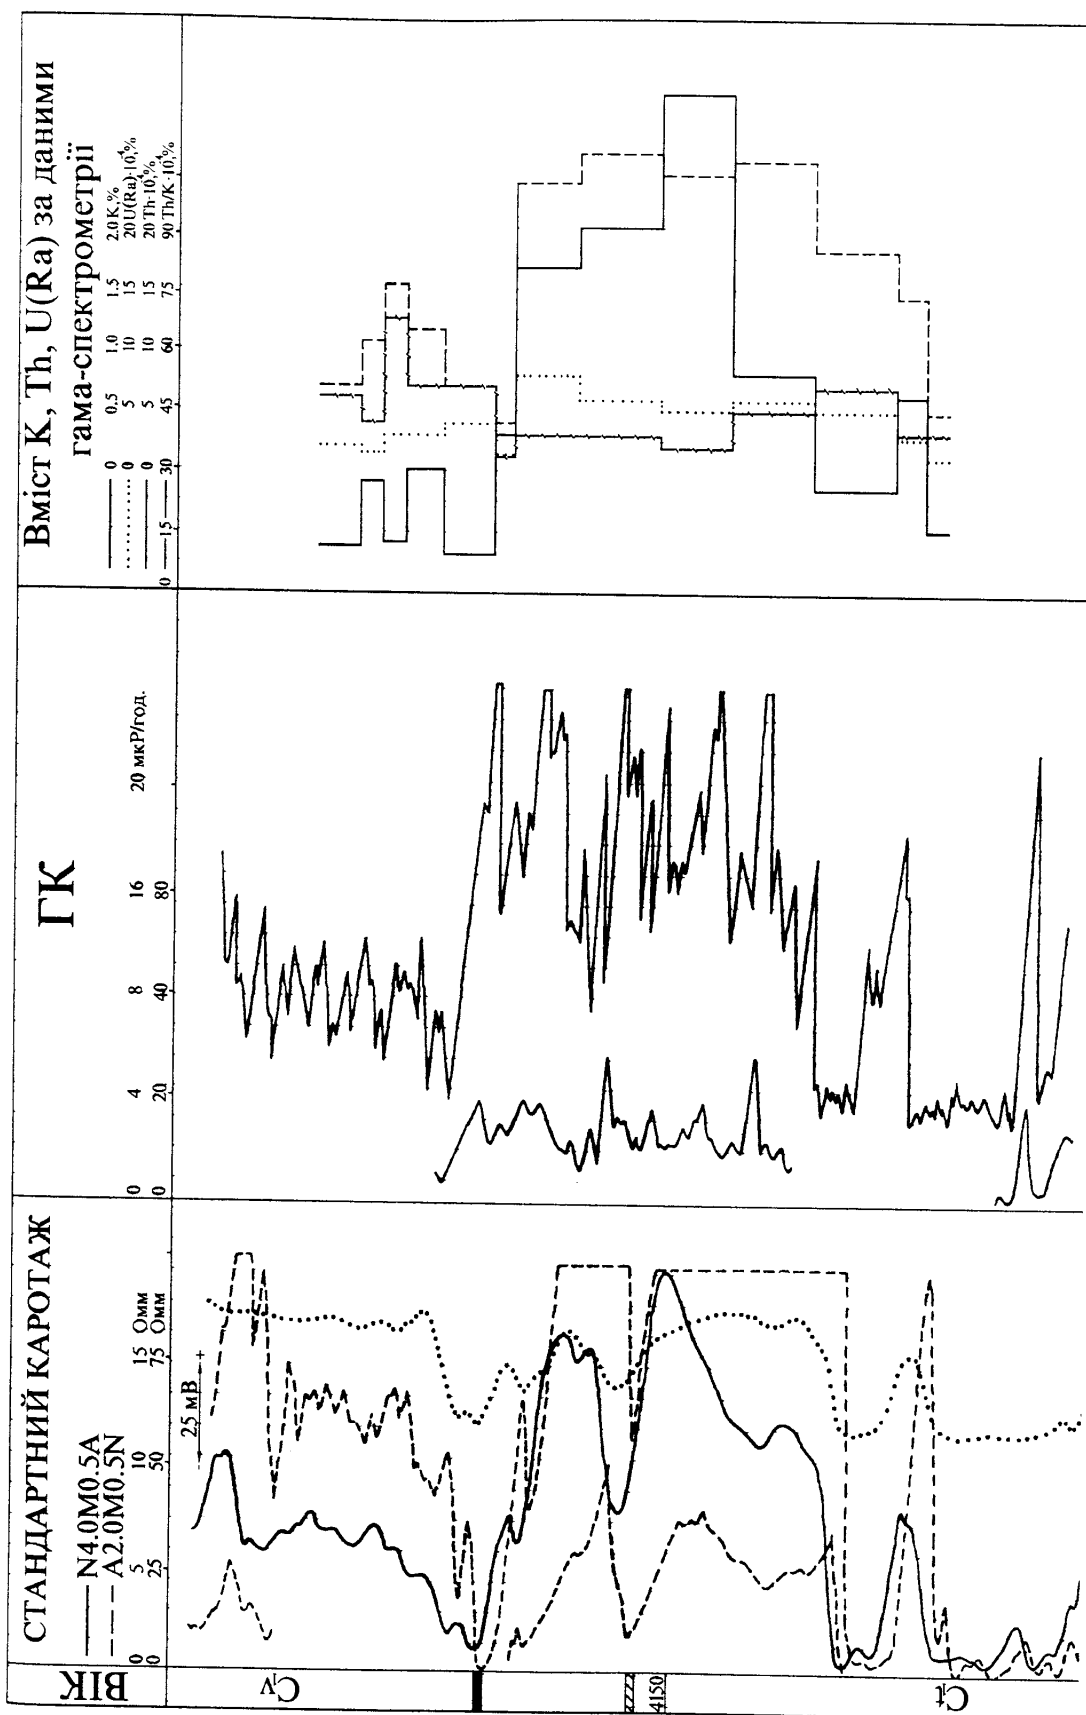 Вміст K, Th, U(Ra) за даними
гама-спектрометрії
0 0.5 1.0 1.5 2.0 K,%
0 5 10 15 20 U(Ra)·10⁻⁴,%
0 5 10 15 20 Th·10⁻⁴,%
0 15 30 45 60 75 90 Th/K·10⁻⁴,%
ГК
0 4 8 16 20 мкР/год.
0 20 40 80
СТАНДАРТНИЙ КАРОТАЖ
N4.0M0.5A
A2.0M0.5N
0 5 10 15 Омм
0 25 50 75 Омм
25 мВ +
ВІК
C₁v
4150
C₁t